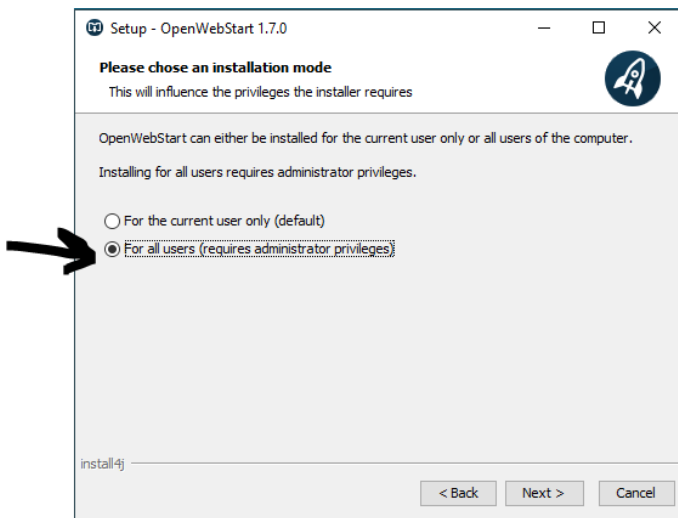 Setup - OpenWebStart 1.7.0
Please chose an installation mode
This will influence the privileges the installer requires
OpenWebStart can either be installed for the current user only or all users of the computer.
Installing for all users requires administrator privileges.
For the current user only (default)
For all users (requires administrator privileges)
install4j
< Back Next > Cancel